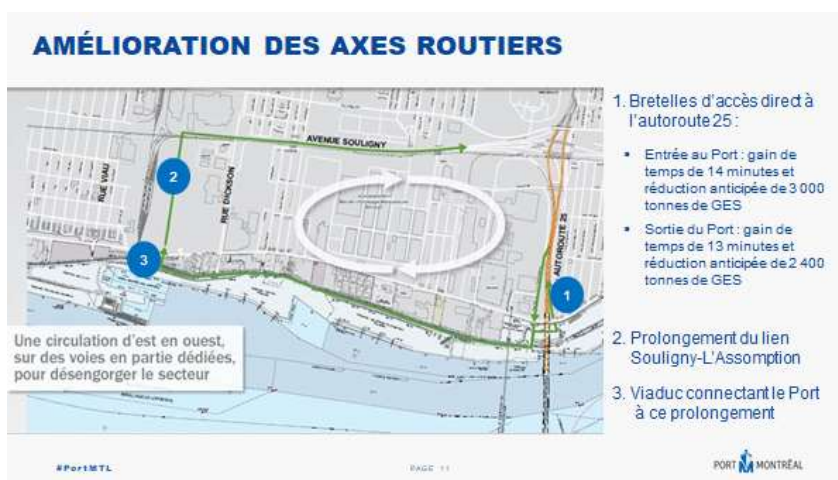 AMÉLIORATION DES AXES ROUTIERS
AVENUE SOULIGNY
RUE VIAU
RUE DICKSON
AUTOROUTE 25
2
3
1
Une circulation d'est en ouest,
sur des voies en partie dédiées,
pour désengorger le secteur
1. Bretelles d'accès direct à
l'autoroute 25 :
▪ Entrée au Port : gain de
temps de 14 minutes et
réduction anticipée de 3 000
tonnes de GES
▪ Sortie du Port : gain de
temps de 13 minutes et
réduction anticipée de 2 400
tonnes de GES
2. Prolongement du lien
Souligny-L'Assomption
3. Viaduc connectant le Port
à ce prolongement
#PortMTL
PAGE 11
PORT MONTRÉAL